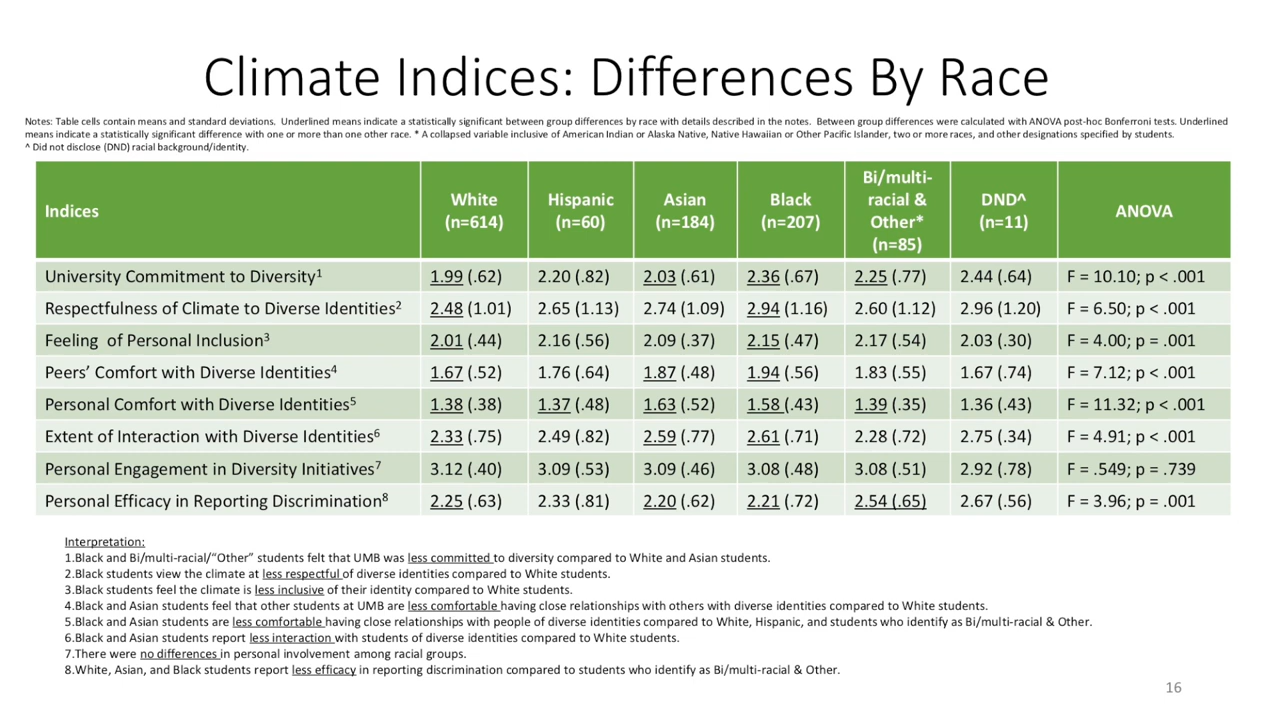 Climate Indices: Differences By Race
Notes: Table cells contain means and standard deviations. Underlined means indicate a statistically significant between group differences by race with details described in the notes. Between group differences were calculated with ANOVA post-hoc Bonferroni tests. Underlined
means indicate a statistically significant difference with one or more than one other race. * A collapsed variable inclusive of American Indian or Alaska Native, Native Hawaiian or Other Pacific Islander, two or more races, and other designations specified by students.
^ Did not disclose (DND) racial background/identity.
Indices White (n=614) Hispanic (n=60) Asian (n=184) Black (n=207) Bi/multi-racial & Other* (n=85) DND^ (n=11) ANOVA
University Commitment to Diversity¹ 1.99 (.62) 2.20 (.82) 2.03 (.61) 2.36 (.67) 2.25 (.77) 2.44 (.64) F = 10.10; p < .001
Respectfulness of Climate to Diverse Identities² 2.48 (1.01) 2.65 (1.13) 2.74 (1.09) 2.94 (1.16) 2.60 (1.12) 2.96 (1.20) F = 6.50; p < .001
Feeling of Personal Inclusion³ 2.01 (.44) 2.16 (.56) 2.09 (.37) 2.15 (.47) 2.17 (.54) 2.03 (.30) F = 4.00; p = .001
Peers’ Comfort with Diverse Identities⁴ 1.67 (.52) 1.76 (.64) 1.87 (.48) 1.94 (.56) 1.83 (.55) 1.67 (.74) F = 7.12; p < .001
Personal Comfort with Diverse Identities⁵ 1.38 (.38) 1.37 (.48) 1.63 (.52) 1.58 (.43) 1.39 (.35) 1.36 (.43) F = 11.32; p < .001
Extent of Interaction with Diverse Identities⁶ 2.33 (.75) 2.49 (.82) 2.59 (.77) 2.61 (.71) 2.28 (.72) 2.75 (.34) F = 4.91; p < .001
Personal Engagement in Diversity Initiatives⁷ 3.12 (.40) 3.09 (.53) 3.09 (.46) 3.08 (.48) 3.08 (.51) 2.92 (.78) F = .549; p = .739
Personal Efficacy in Reporting Discrimination⁸ 2.25 (.63) 2.33 (.81) 2.20 (.62) 2.21 (.72) 2.54 (.65) 2.67 (.56) F = 3.96; p = .001
Interpretation:
1.Black and Bi/multi-racial/“Other” students felt that UMB was less committed to diversity compared to White and Asian students.
2.Black students view the climate at less respectful of diverse identities compared to White students.
3.Black students feel the climate is less inclusive of their identity compared to White students.
4.Black and Asian students feel that other students at UMB are less comfortable having close relationships with others with diverse identities compared to White students.
5.Black and Asian students are less comfortable having close relationships with people of diverse identities compared to White, Hispanic, and students who identify as Bi/multi-racial & Other.
6.Black and Asian students report less interaction with students of diverse identities compared to White students.
7.There were no differences in personal involvement among racial groups.
8.White, Asian, and Black students report less efficacy in reporting discrimination compared to students who identify as Bi/multi-racial & Other.
16